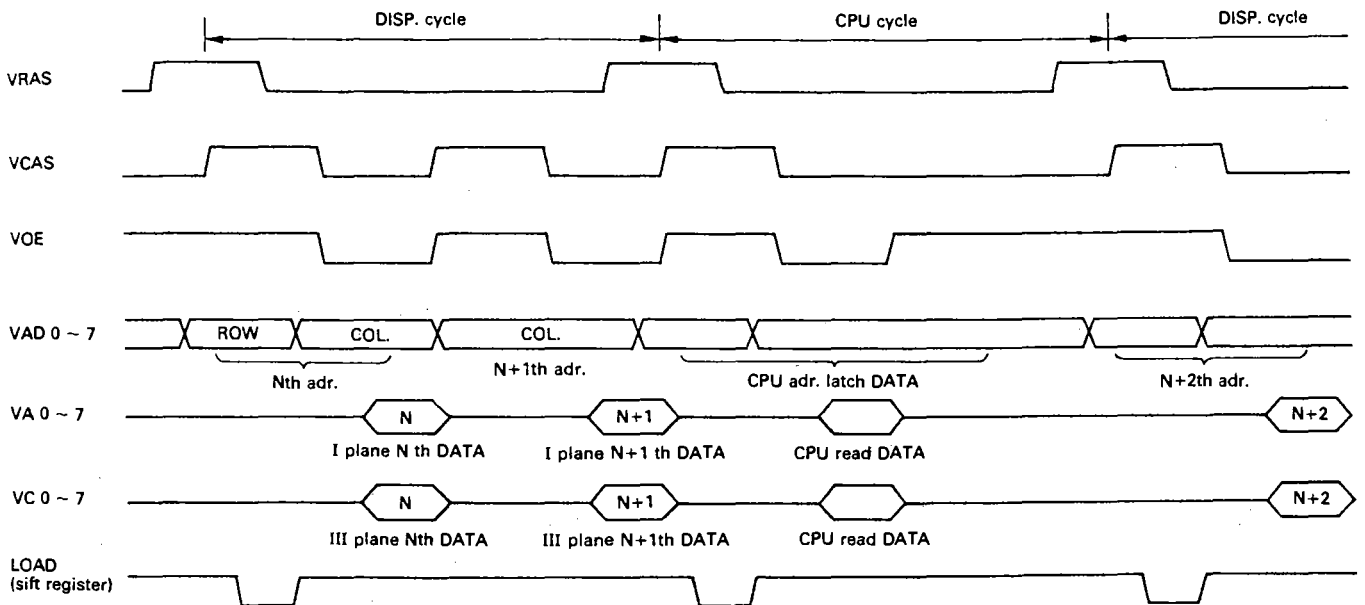 DISP. cycle CPU cycle DISP. cycle
VRAS
VCAS
VOE
VAD 0 ~ 7 ROW COL. COL.
Nth adr. N+1th adr. CPU adr. latch DATA N+2th adr.
VA 0 ~ 7 N N+1 N+2
I plane N th DATA I plane N+1 th DATA CPU read DATA
VC 0 ~ 7 N N+1 N+2
III plane Nth DATA III plane N+1th DATA CPU read DATA
LOAD
(sift register)